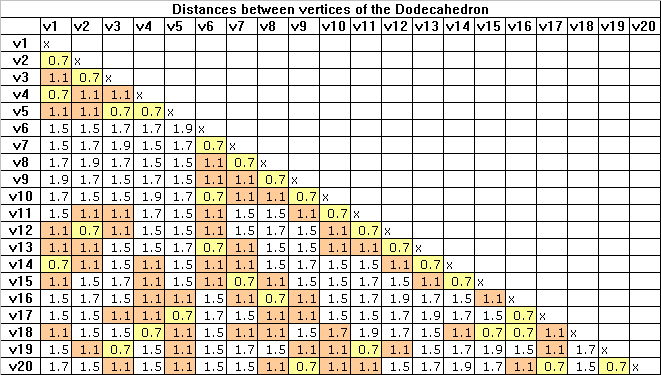 Distances between vertices of the Dodecahedron
v1 v2 v3 v4 v5 v6 v7 v8 v9 v10 v11 v12 v13 v14 v15 v16 v17 v18 v19 v20
v1 x
v2 0.7 x
v3 1.1 0.7 x
v4 0.7 1.1 1.1 x
v5 1.1 1.1 0.7 0.7 x
v6 1.5 1.5 1.7 1.7 1.9 x
v7 1.5 1.7 1.9 1.5 1.7 0.7 x
v8 1.7 1.9 1.7 1.5 1.5 1.1 0.7 x
v9 1.9 1.7 1.5 1.7 1.5 1.1 1.1 0.7 x
v10 1.7 1.5 1.5 1.9 1.7 0.7 1.1 1.1 0.7 x
v11 1.5 1.1 1.1 1.7 1.5 1.1 1.5 1.5 1.1 0.7 x
v12 1.1 0.7 1.1 1.5 1.5 1.1 1.5 1.7 1.5 1.1 0.7 x
v13 1.1 1.1 1.5 1.5 1.7 0.7 1.1 1.5 1.5 1.1 1.1 0.7 x
v14 0.7 1.1 1.5 1.1 1.5 1.1 1.1 1.5 1.7 1.5 1.5 1.1 0.7 x
v15 1.1 1.5 1.7 1.1 1.5 1.1 0.7 1.1 1.5 1.5 1.7 1.5 1.1 0.7 x
v16 1.5 1.7 1.5 1.1 1.1 1.5 1.1 0.7 1.1 1.5 1.7 1.9 1.7 1.5 1.1 x
v17 1.5 1.5 1.1 1.1 0.7 1.7 1.5 1.1 1.1 1.5 1.5 1.7 1.9 1.7 1.5 0.7 x
v18 1.1 1.5 1.5 0.7 1.1 1.5 1.1 1.1 1.5 1.7 1.9 1.7 1.5 1.1 0.7 0.7 1.1 x
v19 1.5 1.1 0.7 1.5 1.1 1.5 1.7 1.5 1.1 1.1 0.7 1.1 1.5 1.7 1.9 1.5 1.1 1.7 x
v20 1.7 1.5 1.1 1.5 1.1 1.5 1.5 1.1 0.7 1.1 1.1 1.5 1.7 1.9 1.7 1.1 0.7 1.5 0.7 x